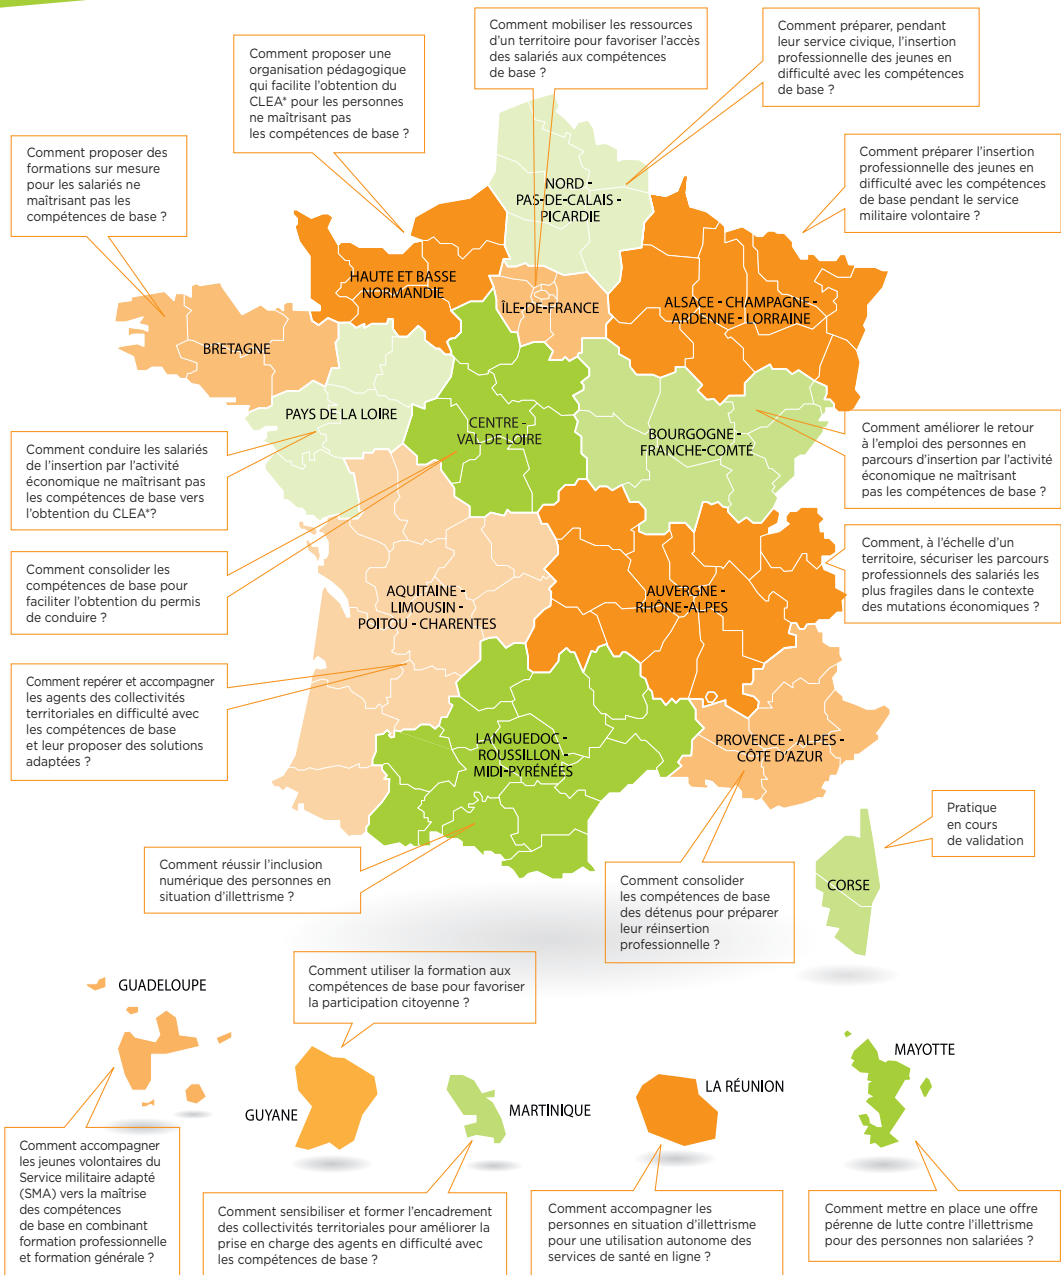 Comment mobiliser les ressources
d'un territoire pour favoriser l'accès
des salariés aux compétences
de base ?
Comment préparer, pendant
leur service civique, l'insertion
professionnelle des jeunes en
difficulté avec les compétences
de base ?
Comment proposer une
organisation pédagogique
qui facilite l'obtention du
CLEA* pour les personnes
ne maîtrisant pas
les compétences de base ?
Comment proposer des
formations sur mesure
pour les salariés ne
maîtrisant pas les
compétences de base ?
Comment préparer l'insertion
professionnelle des jeunes en
difficulté avec les compétences
de base pendant le service
militaire volontaire ?
NORD -
PAS-DE-CALAIS -
PICARDIE
HAUTE ET BASSE
NORMANDIE
ÎLE-DE-FRANCE
ALSACE - CHAMPAGNE -
ARDENNE - LORRAINE
BRETAGNE
PAYS DE LA LOIRE
CENTRE -
VAL DE LOIRE
BOURGOGNE -
FRANCHE-COMTÉ
Comment conduire les salariés
de l'insertion par l'activité
économique ne maîtrisant pas
les compétences de base vers
l'obtention du CLEA*?
Comment améliorer le retour
à l'emploi des personnes en
parcours d'insertion par l'activité
économique ne maîtrisant
pas les compétences de base ?
Comment consolider les
compétences de base pour
faciliter l'obtention du permis
de conduire ?
Comment, à l'échelle d'un
territoire, sécuriser les parcours
professionnels des salariés les
plus fragiles dans le contexte
des mutations économiques ?
AQUITAINE -
LIMOUSIN -
POITOU - CHARENTES
AUVERGNE -
RHÔNE-ALPES
Comment repérer et accompagner
les agents des collectivités
territoriales en difficulté avec
les compétences de base
et leur proposer des solutions
adaptées ?
LANGUEDOC -
ROUSSILLON -
MIDI-PYRÉNÉES
PROVENCE - ALPES -
CÔTE D'AZUR
Pratique
en cours
de validation
Comment réussir l'inclusion
numérique des personnes en
situation d'illettrisme ?
Comment consolider
les compétences de base
des détenus pour préparer
leur réinsertion
professionnelle ?
CORSE
Comment utiliser la formation aux
compétences de base pour favoriser
la participation citoyenne ?
GUADELOUPE
GUYANE
MARTINIQUE
LA RÉUNION
MAYOTTE
Comment accompagner
les jeunes volontaires du
Service militaire adapté
(SMA) vers la maîtrise
des compétences
de base en combinant
formation professionnelle
et formation générale ?
Comment sensibiliser et former l'encadrement
des collectivités territoriales pour améliorer la
prise en charge des agents en difficulté avec
les compétences de base ?
Comment accompagner les
personnes en situation d'illettrisme
pour une utilisation autonome des
services de santé en ligne ?
Comment mettre en place une offre
pérenne de lutte contre l'illettrisme
pour des personnes non salariées ?